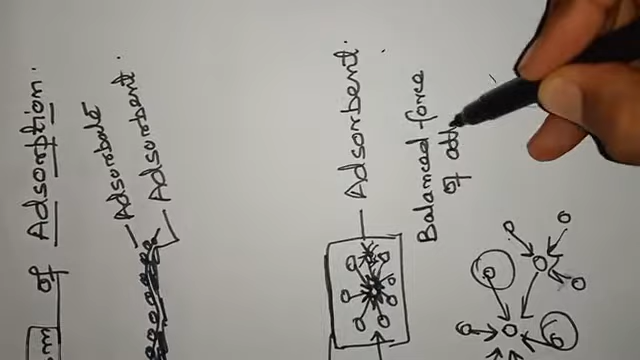 of Adsorption.
Adsorbate
Adsorbent.
Adsorbent.
Balanced force
of att